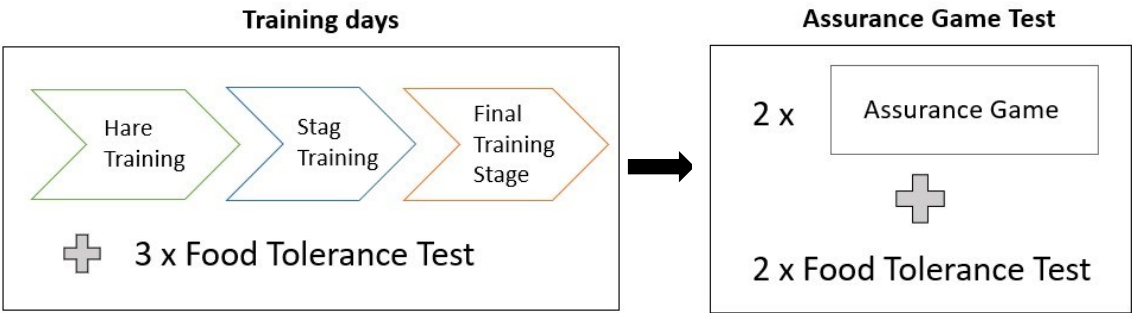 Training days
Hare
Training
Stag
Training
Final
Training
Stage
3 x Food Tolerance Test
Assurance Game Test
2 x
Assurance Game
2 x Food Tolerance Test